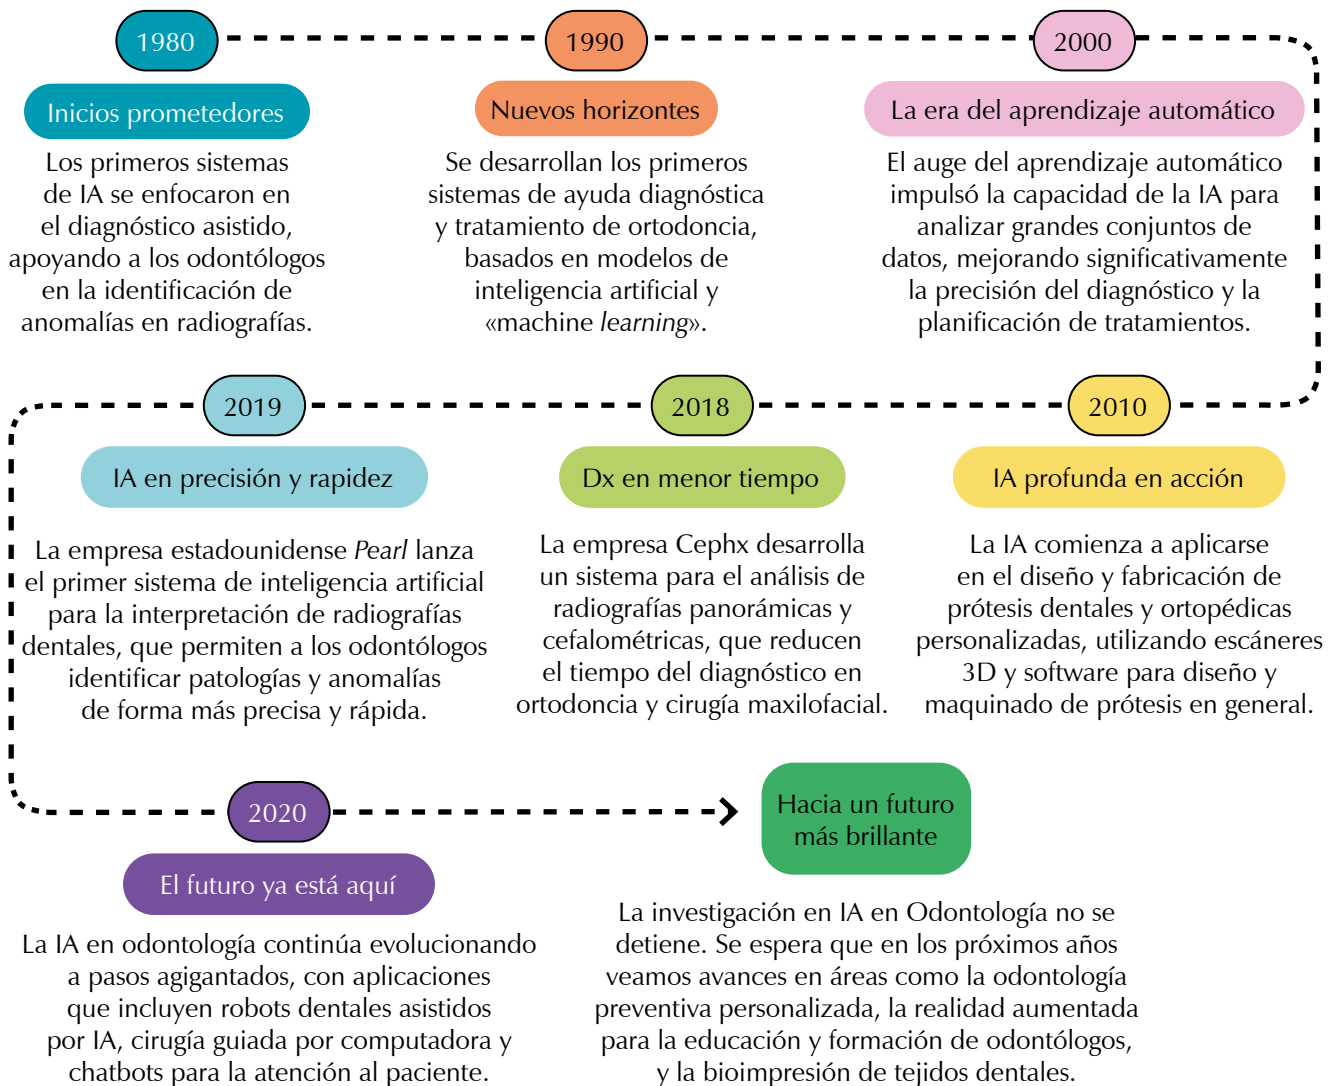 1980
Inicios prometedores
Los primeros sistemas
de IA se enfocaron en
el diagnóstico asistido,
apoyando a los odontólogos
en la identificación de
anomalías en radiografías.
1990
Nuevos horizontes
Se desarrollan los primeros
sistemas de ayuda diagnóstica
y tratamiento de ortodoncia,
basados en modelos de
inteligencia artificial y
«machine learning».
2000
La era del aprendizaje automático
El auge del aprendizaje automático
impulsó la capacidad de la IA para
analizar grandes conjuntos de
datos, mejorando significativamente
la precisión del diagnóstico y la
planificación de tratamientos.
2010
IA profunda en acción
La IA comienza a aplicarse
en el diseño y fabricación de
prótesis dentales y ortopédicas
personalizadas, utilizando escáneres
3D y software para diseño y
maquinado de prótesis en general.
2018
Dx en menor tiempo
La empresa Cephx desarrolla
un sistema para el análisis de
radiografías panorámicas y
cefalométricas, que reducen
el tiempo del diagnóstico en
ortodoncia y cirugía maxilofacial.
2019
IA en precisión y rapidez
La empresa estadounidense Pearl lanza
el primer sistema de inteligencia artificial
para la interpretación de radiografías
dentales, que permiten a los odontólogos
identificar patologías y anomalías
de forma más precisa y rápida.
2020
El futuro ya está aquí
La IA en odontología continúa evolucionando
a pasos agigantados, con aplicaciones
que incluyen robots dentales asistidos
por IA, cirugía guiada por computadora y
chatbots para la atención al paciente.
Hacia un futuro
más brillante
La investigación en IA en Odontología no se
detiene. Se espera que en los próximos años
veamos avances en áreas como la odontología
preventiva personalizada, la realidad aumentada
para la educación y formación de odontólogos,
y la bioimpresión de tejidos dentales.